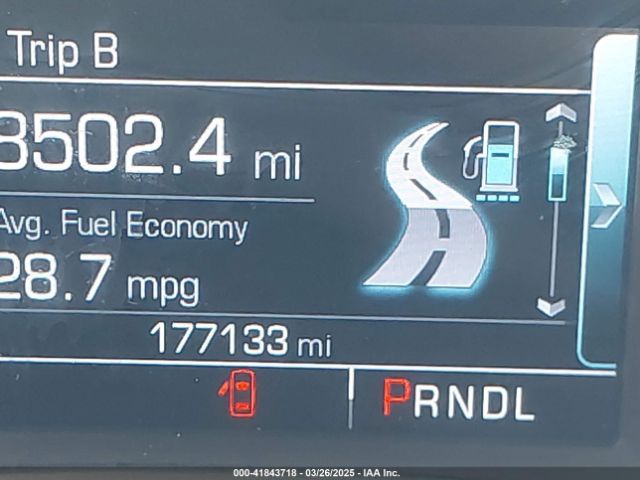 Trip B
3502.4 mi
Avg. Fuel Economy
28.7 mpg
177133 mi
PRNDL
000-41843718 - 03/26/2025 - IAA Inc.